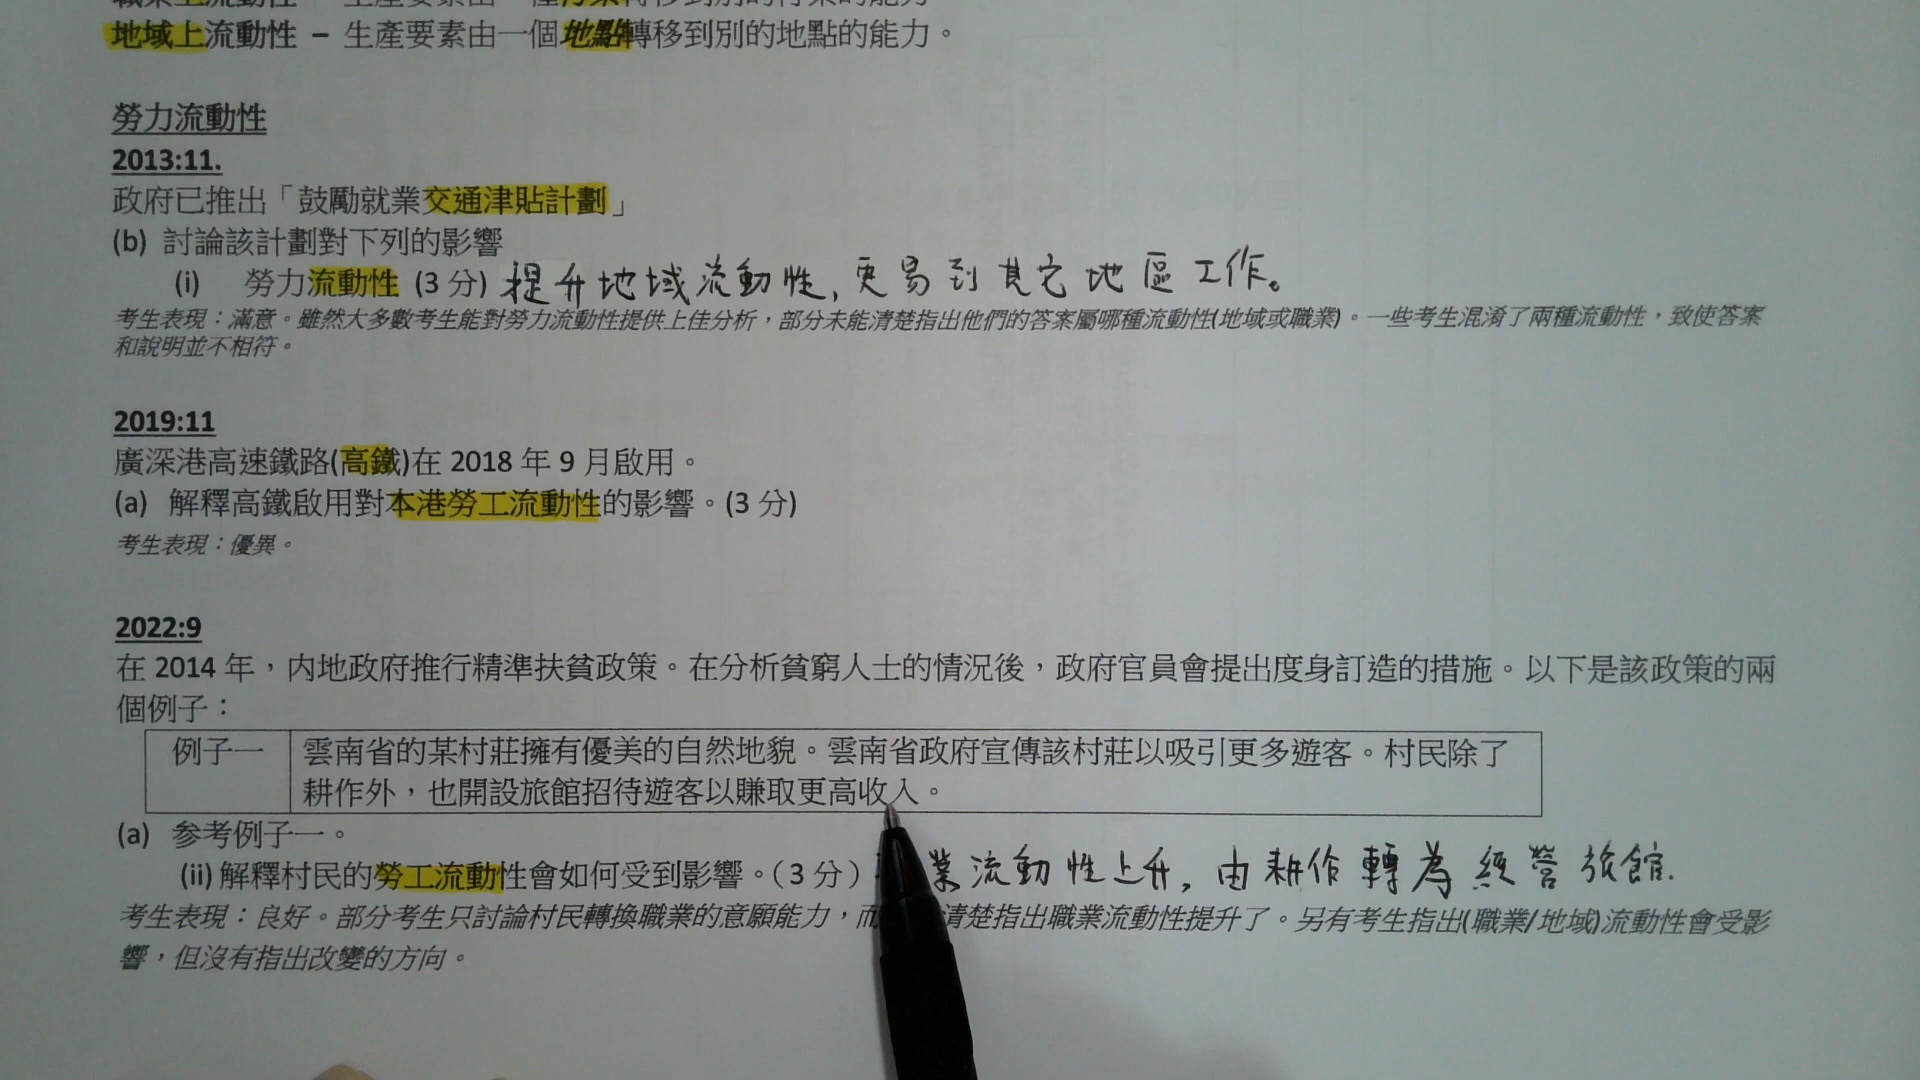 地域上流動性 – 生產要素由一個地點轉移到別的地點的能力。
勞力流動性
2013:11.
政府已推出「鼓勵就業交通津貼計劃」
(b) 討論該計劃對下列的影響
(i) 勞力流動性 (3 分) 提升地域流動性,更易到其它地區工作。
考生表現：滿意。雖然大多數考生能對勞力流動性提供上佳分析，部分未能清楚指出他們的答案屬哪種流動性(地域或職業)。一些考生混淆了兩種流動性，致使答案
和說明並不相符。
2019:11
廣深港高速鐵路(高鐵)在 2018 年 9 月啟用。
(a) 解釋高鐵啟用對本港勞工流動性的影響。(3 分)
考生表現：優異。
2022:9
在 2014 年，內地政府推行精準扶貧政策。在分析貧窮人士的情況後，政府官員會提出度身訂造的措施。以下是該政策的兩
個例子：
例子一 雲南省的某村莊擁有優美的自然地貌。雲南省政府宣傳該村莊以吸引更多遊客。村民除了
耕作外，也開設旅館招待遊客以賺取更高收入。
(a) 參考例子一。
(ii) 解釋村民的勞工流動性會如何受到影響。（3 分） 業流動性上升, 由耕作轉為經營旅館.
考生表現：良好。部分考生只討論村民轉換職業的意願能力，而 清楚指出職業流動性提升了。另有考生指出(職業/地域)流動性會受影
響，但沒有指出改變的方向。